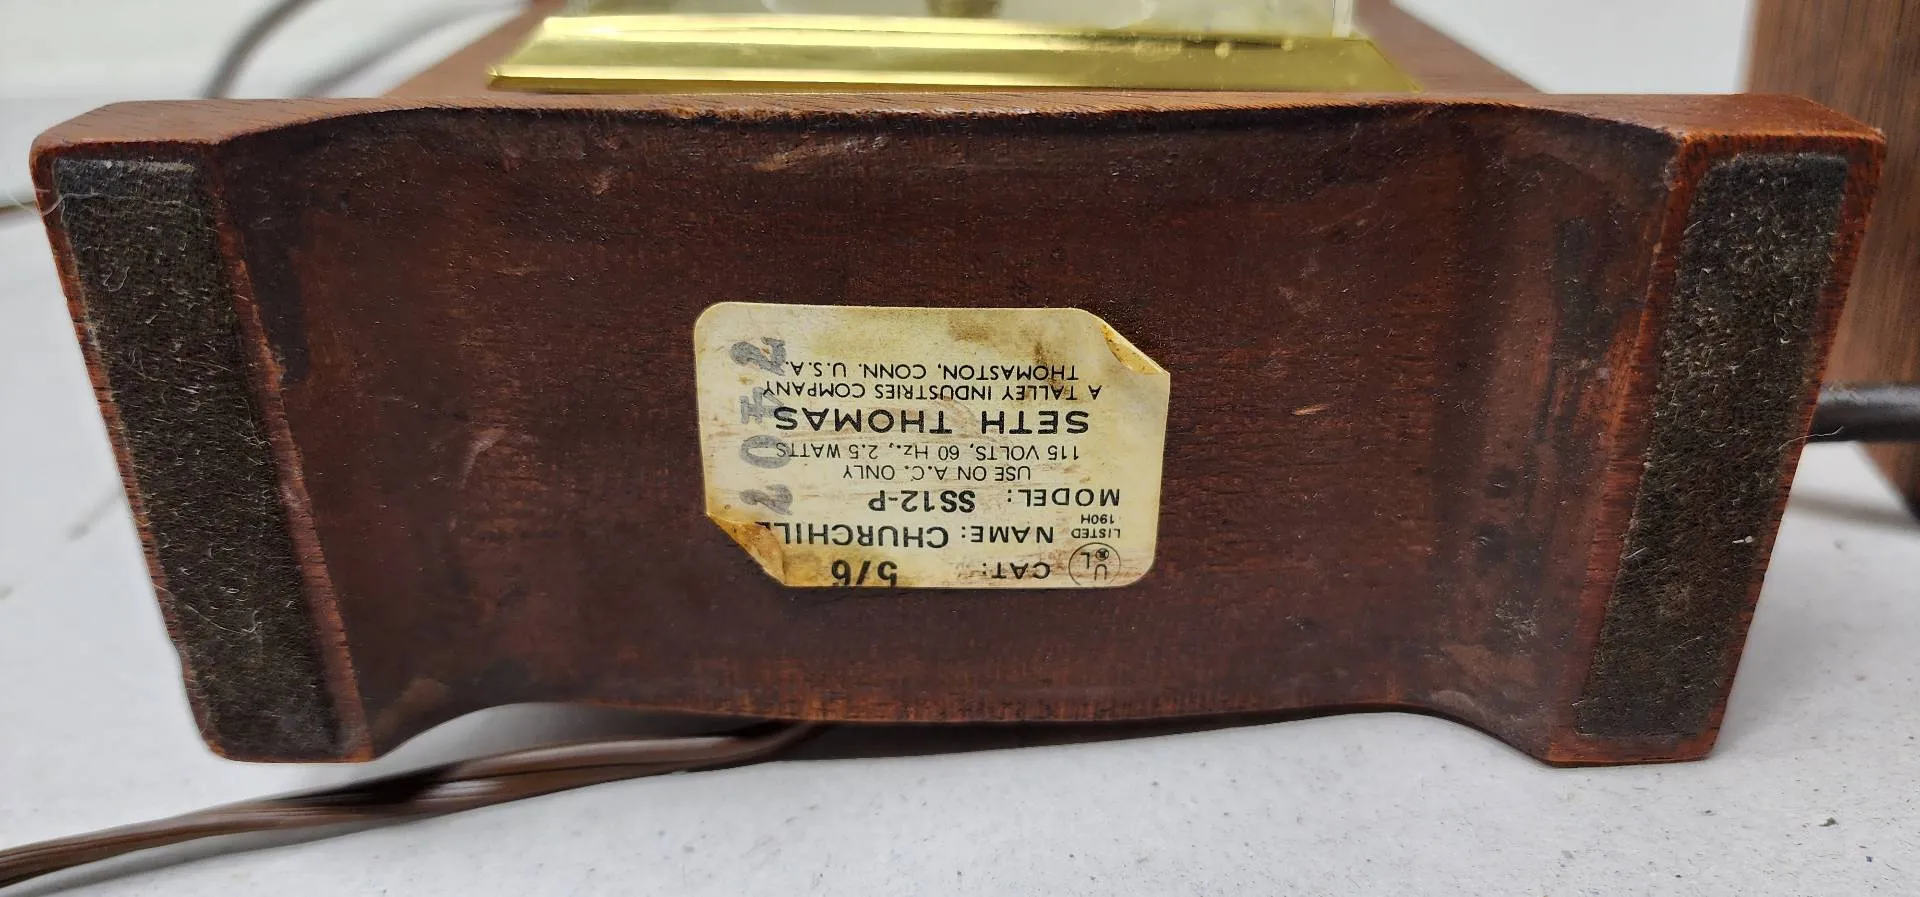 CAT: 5/6
UL
LISTED
190H
NAME: CHURCHILL
MODEL: SS12-P
USE ON A.C. ONLY
115 VOLTS, 60 Hz., 2.5 WATTS
SETH THOMAS
A TALLEY INDUSTRIES COMPANY
THOMASTON, CONN. U.S.A.